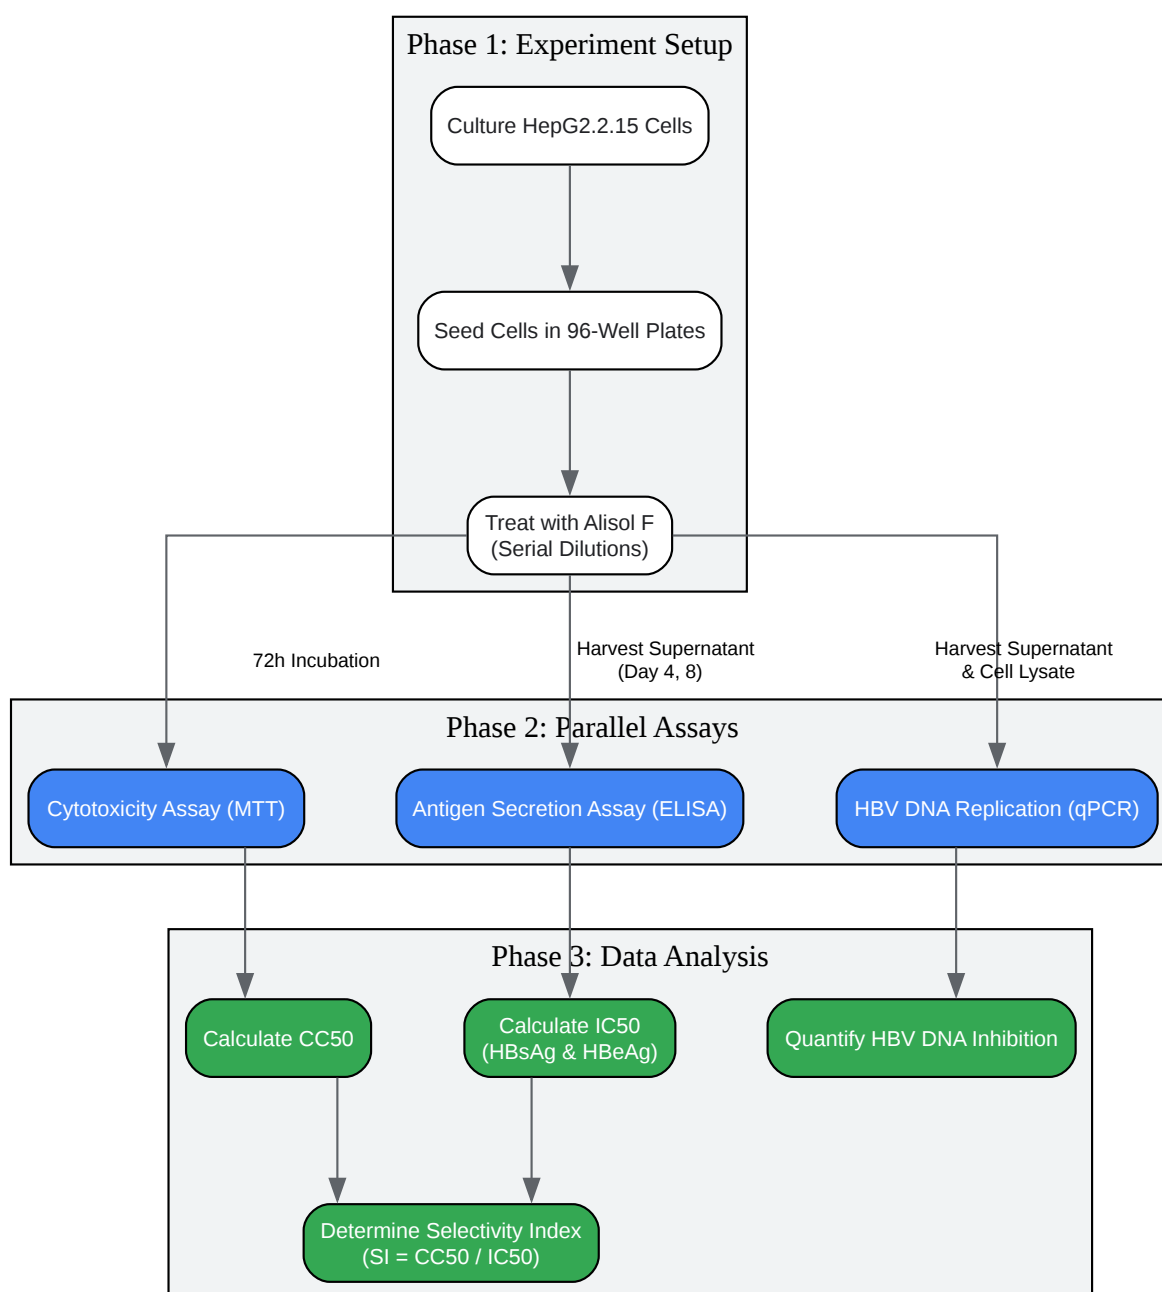 Phase 1: Experiment Setup
Culture HepG2.2.15 Cells
Seed Cells in 96-Well Plates
Treat with Alisol F
(Serial Dilutions)
72h Incubation
Harvest Supernatant
(Day 4, 8)
Harvest Supernatant
& Cell Lysate
Phase 2: Parallel Assays
Cytotoxicity Assay (MTT)
Antigen Secretion Assay (ELISA)
HBV DNA Replication (qPCR)
Phase 3: Data Analysis
Calculate CC50
Calculate IC50
(HBsAg & HBeAg)
Quantify HBV DNA Inhibition
Determine Selectivity Index
(SI = CC50 / IC50)